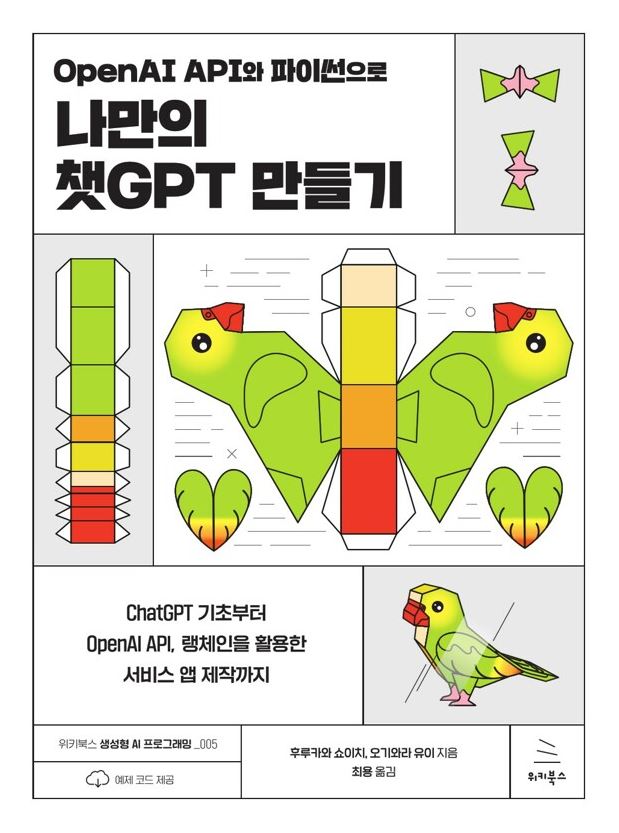 OpenAI API와 파이썬으로
나만의
챗GPT 만들기
ChatGPT 기초부터
OpenAI API, 랭체인을 활용한
서비스 앱 제작까지
위키북스 생성형 AI 프로그래밍 _005
예제 코드 제공
후루카와 쇼이치, 오기와라 유이 지음
최용 옮김
위키북스